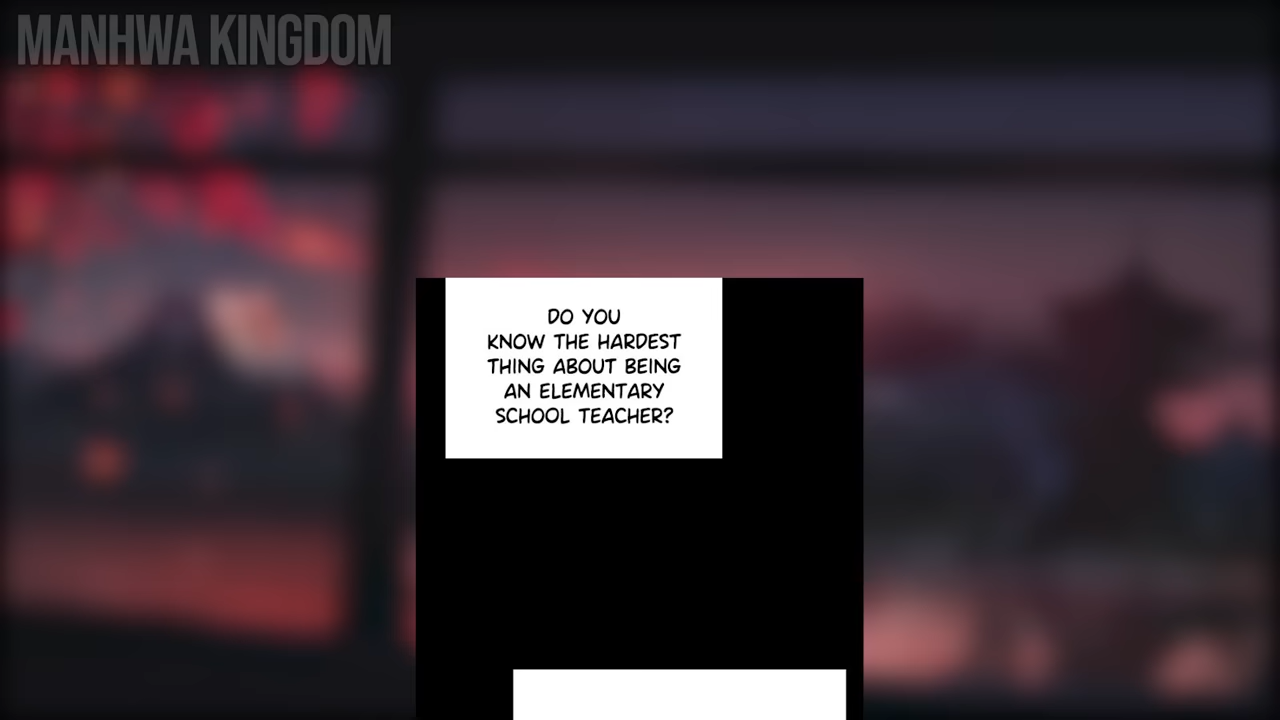 MANHWA KINGDOM
DO YOU
KNOW THE HARDEST
THING ABOUT BEING
AN ELEMENTARY
SCHOOL TEACHER?